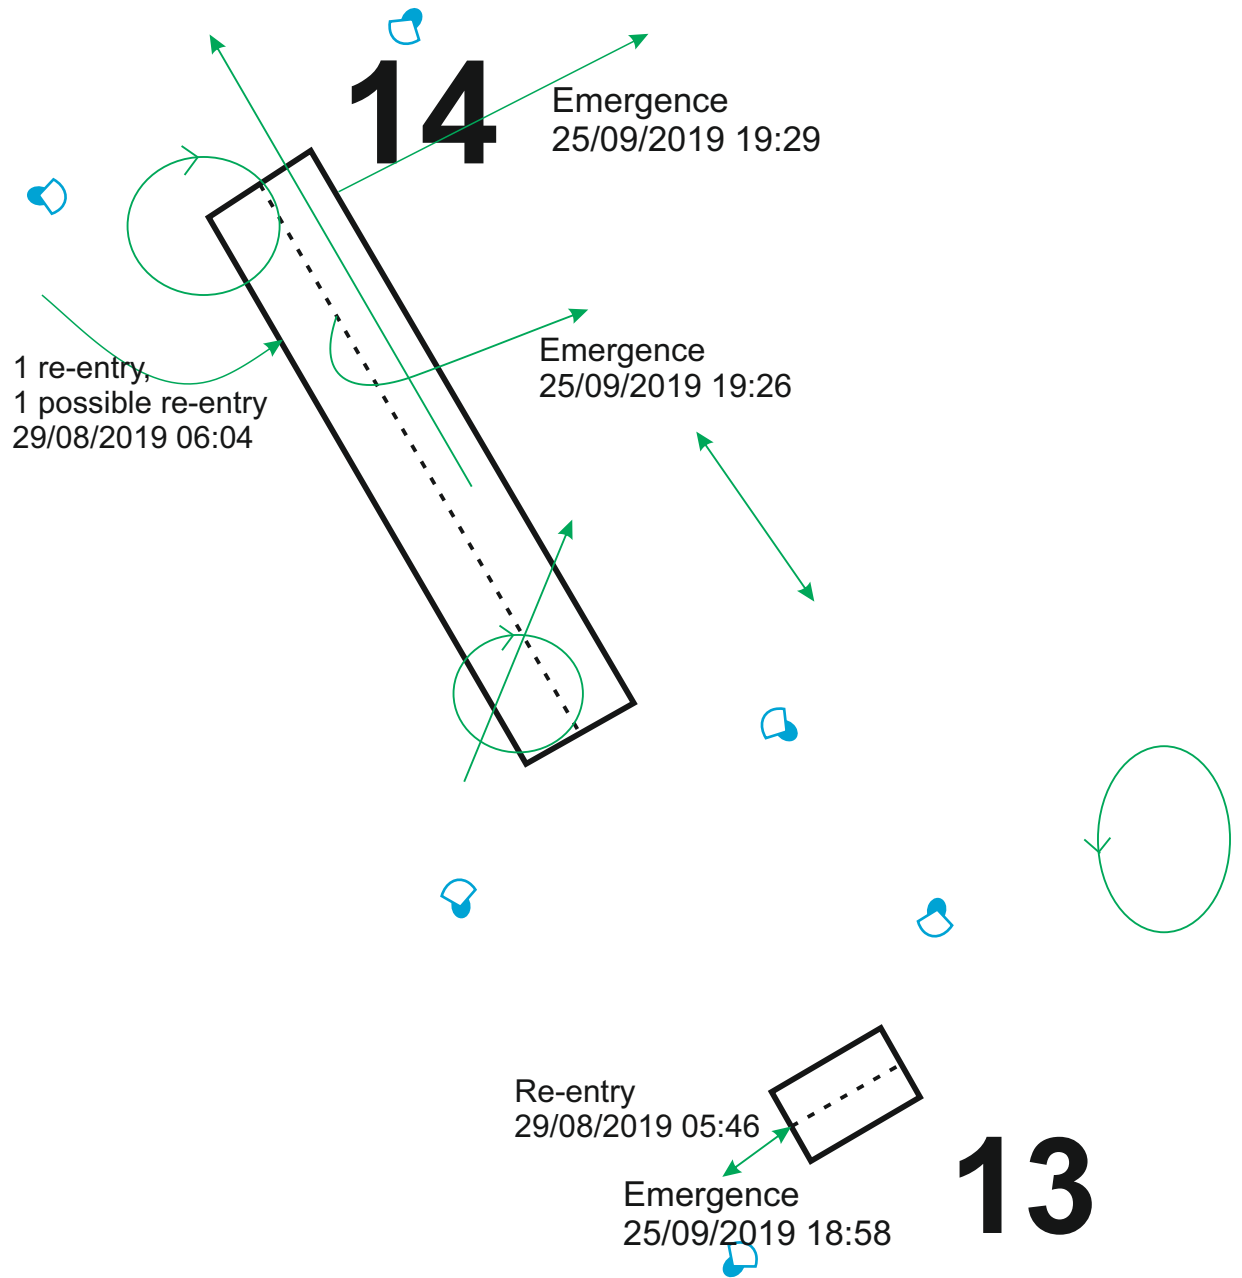 14
Emergence
25/09/2019 19:29
Emergence
25/09/2019 19:26
1 re-entry,
1 possible re-entry
29/08/2019 06:04
Re-entry
29/08/2019 05:46
Emergence
25/09/2019 18:58
13